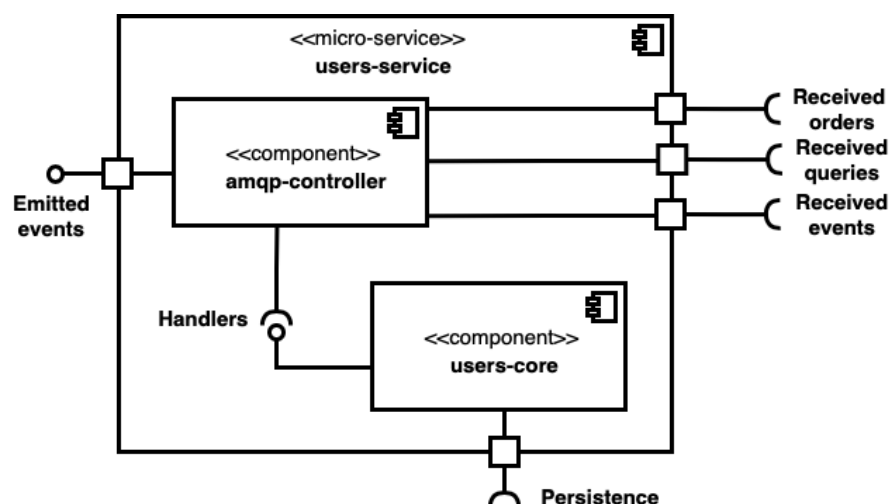 <<micro-service>>
users-service
<<component>>
amqp-controller
Emitted
events
Received
orders
Received
queries
Received
events
Handlers
<<component>>
users-core
Persistence